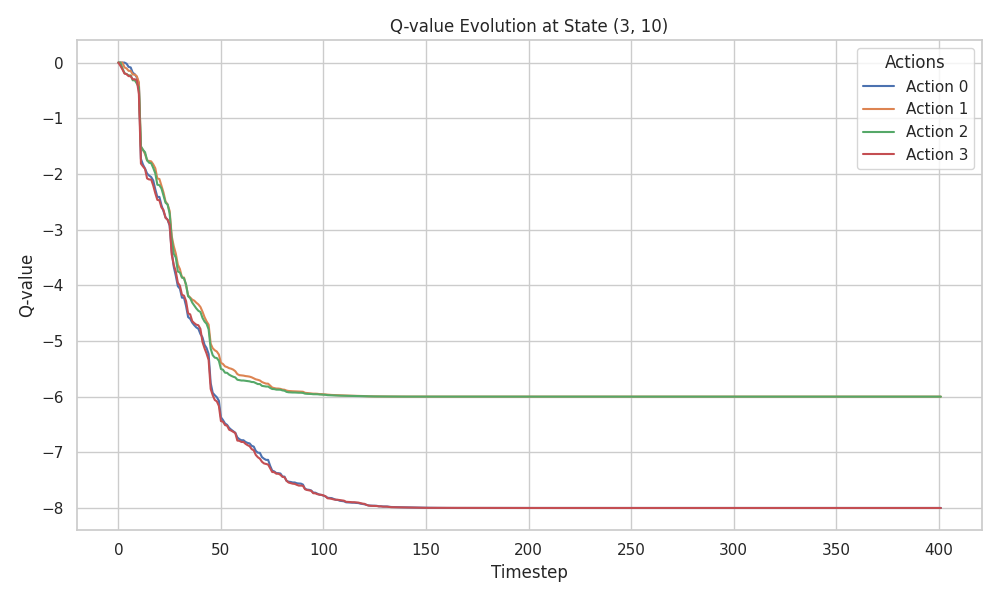 Q-value Evolution at State (3, 10)
Actions
Action 0
Action 1
Action 2
Action 3
Q-value
0
−1
−2
−3
−4
−5
−6
−7
−8
0 50 100 150 200 250 300 350 400
Timestep